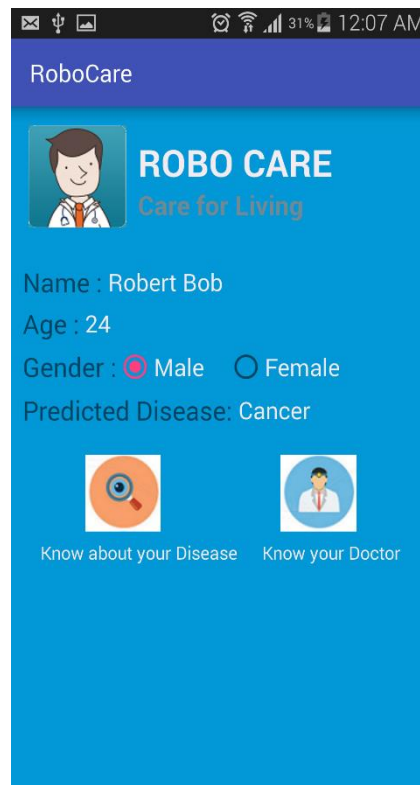 31% 12:07 AM
RoboCare
ROBO CARE
Care for Living
Name : Robert Bob
Age : 24
Gender : Male Female
Predicted Disease: Cancer
Know about your Disease Know your Doctor